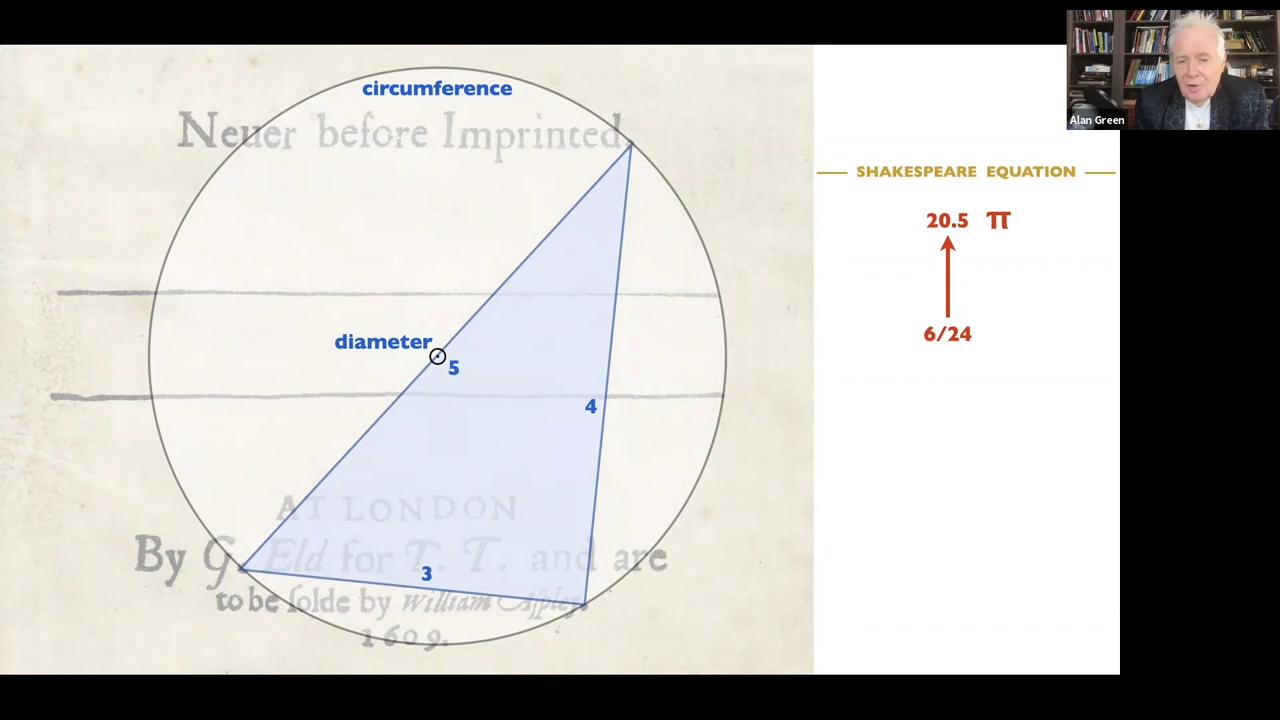 circumference
Neuer before Imprinted.
diameter
5
4
AT LONDON
By G. Eld for T. T. and are
3
to be ſolde by William Aſpley.
1609.
SHAKESPEARE EQUATION
20.5 π
6/24
Alan Green